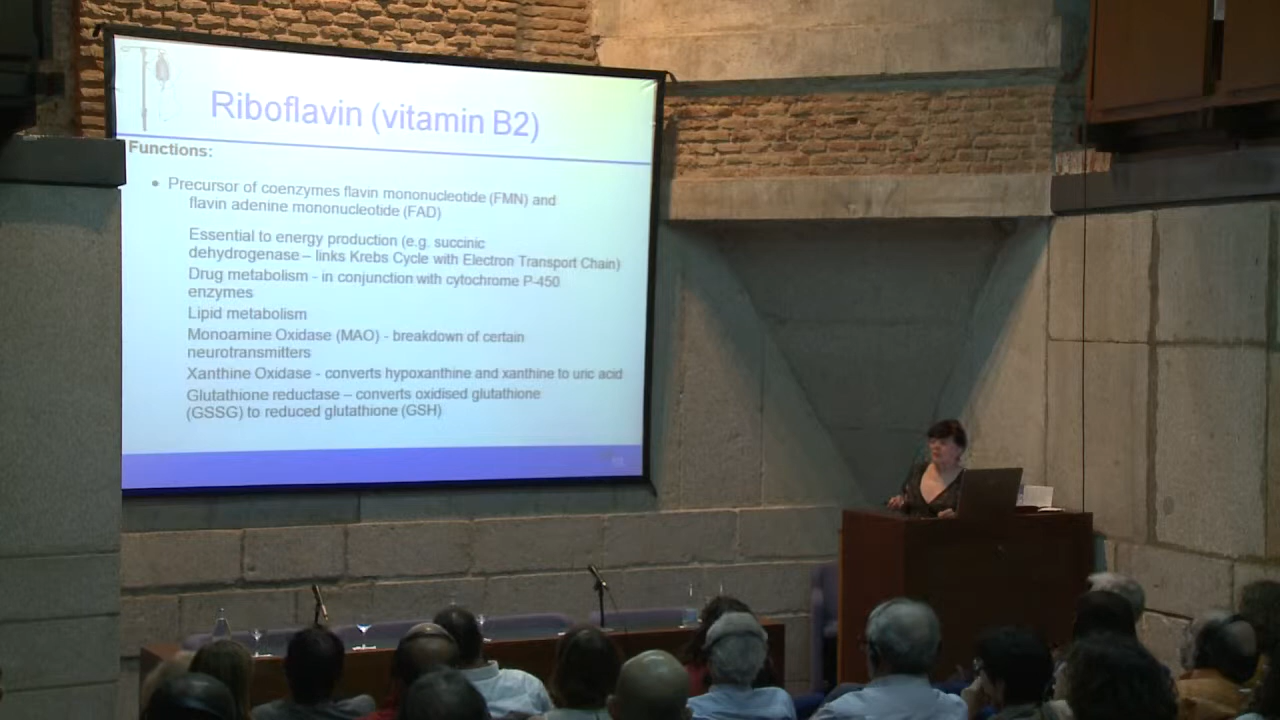 Riboflavin (vitamin B2)
Functions:
• Precursor of coenzymes flavin mononucleotide (FMN) and
flavin adenine mononucleotide (FAD)
Essential to energy production (e.g. succinic
dehydrogenase – links Krebs Cycle with Electron Transport Chain)
Drug metabolism - in conjunction with cytochrome P-450
enzymes
Lipid metabolism
Monoamine Oxidase (MAO) - breakdown of certain
neurotransmitters
Xanthine Oxidase - converts hypoxanthine and xanthine to uric acid
Glutathione reductase – converts oxidised glutathione
(GSSG) to reduced glutathione (GSH)